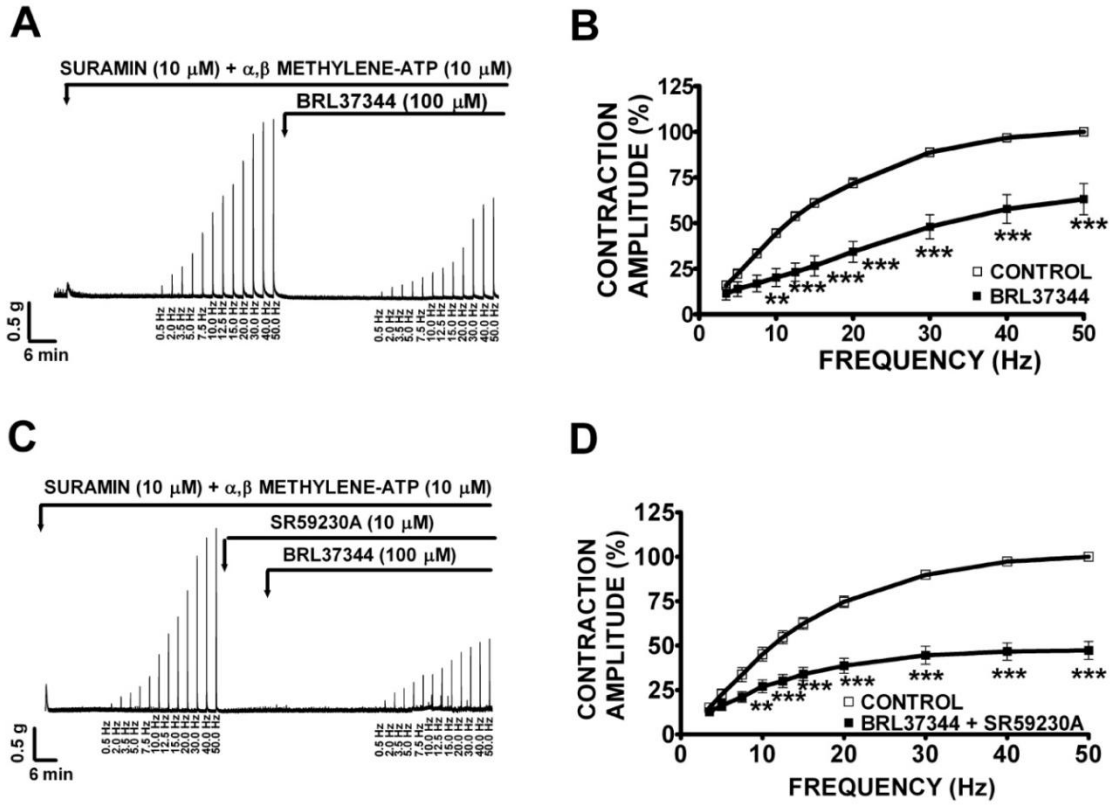 A
SURAMIN (10 µM) + α,β METHYLENE-ATP (10 µM)
BRL37344 (100 µM)
0.5 g
6 min
0.5 Hz
2.0 Hz
3.5 Hz
5.0 Hz
7.5 Hz
10.0 Hz
12.5 Hz
15.0 Hz
20.0 Hz
30.0 Hz
40.0 Hz
50.0 Hz
0.5 Hz
2.0 Hz
3.5 Hz
5.0 Hz
7.5 Hz
10.0 Hz
12.5 Hz
15.0 Hz
20.0 Hz
30.0 Hz
40.0 Hz
50.0 Hz
B
CONTRACTION
AMPLITUDE (%)
125
100
75
50
25
0
** *** *** *** *** *** ***
CONTROL
BRL37344
0 10 20 30 40 50
FREQUENCY (Hz)
C
SURAMIN (10 µM) + α,β METHYLENE-ATP (10 µM)
SR59230A (10 µM)
BRL37344 (100 µM)
0.5 g
6 min
0.5 Hz
2.0 Hz
3.5 Hz
5.0 Hz
7.5 Hz
10.0 Hz
12.5 Hz
15.0 Hz
20.0 Hz
30.0 Hz
40.0 Hz
50.0 Hz
0.5 Hz
2.0 Hz
3.5 Hz
5.0 Hz
7.5 Hz
10.0 Hz
12.5 Hz
15.0 Hz
20.0 Hz
30.0 Hz
40.0 Hz
50.0 Hz
D
CONTRACTION
AMPLITUDE (%)
125
100
75
50
25
0
** *** *** *** *** *** ***
CONTROL
BRL37344 + SR59230A
0 10 20 30 40 50
FREQUENCY (Hz)